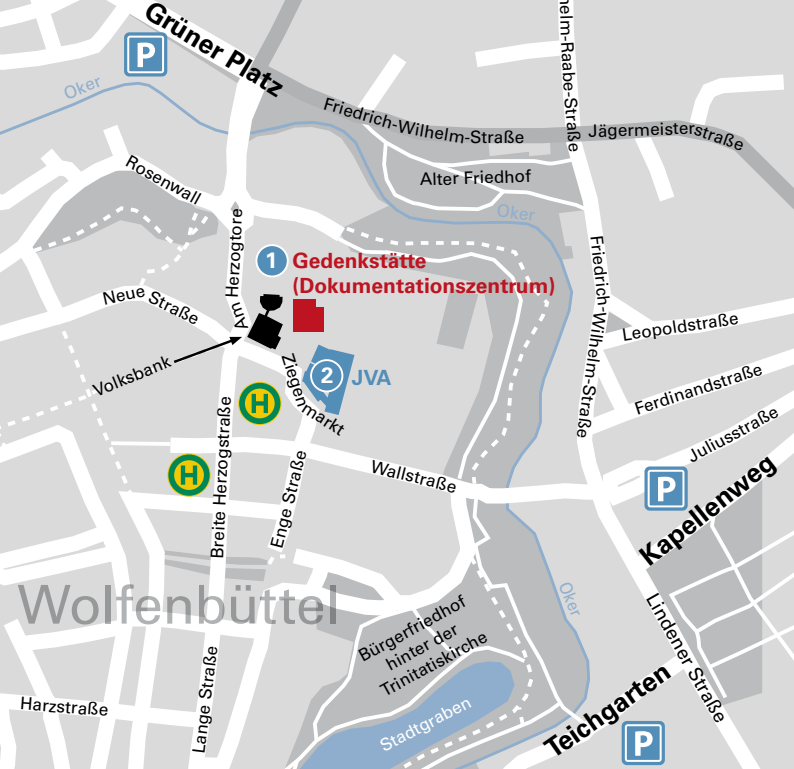 Grüner Platz
P
Oker
helm-Raabe-Straße
Friedrich-Wilhelm-Straße
Jägermeisterstraße
Rosenwall
Alter Friedhof
Oker
Am Herzogtore
1
Gedenkstätte
(Dokumentationszentrum)
Friedrich-Wilhelm-Straße
Neue Straße
Leopoldstraße
Volksbank
Ziegenmarkt
2
JVA
Ferdinandstraße
H
Juliusstraße
Wallstraße
H
Breite Herzogstraße
Enge Straße
P
Kapellenweg
Wolfenbüttel
Oker
Bürgerfriedhof
hinter der
Trinitatiskirche
Lindener Straße
Harzstraße
Lange Straße
Stadtgraben
Teichgarten
P